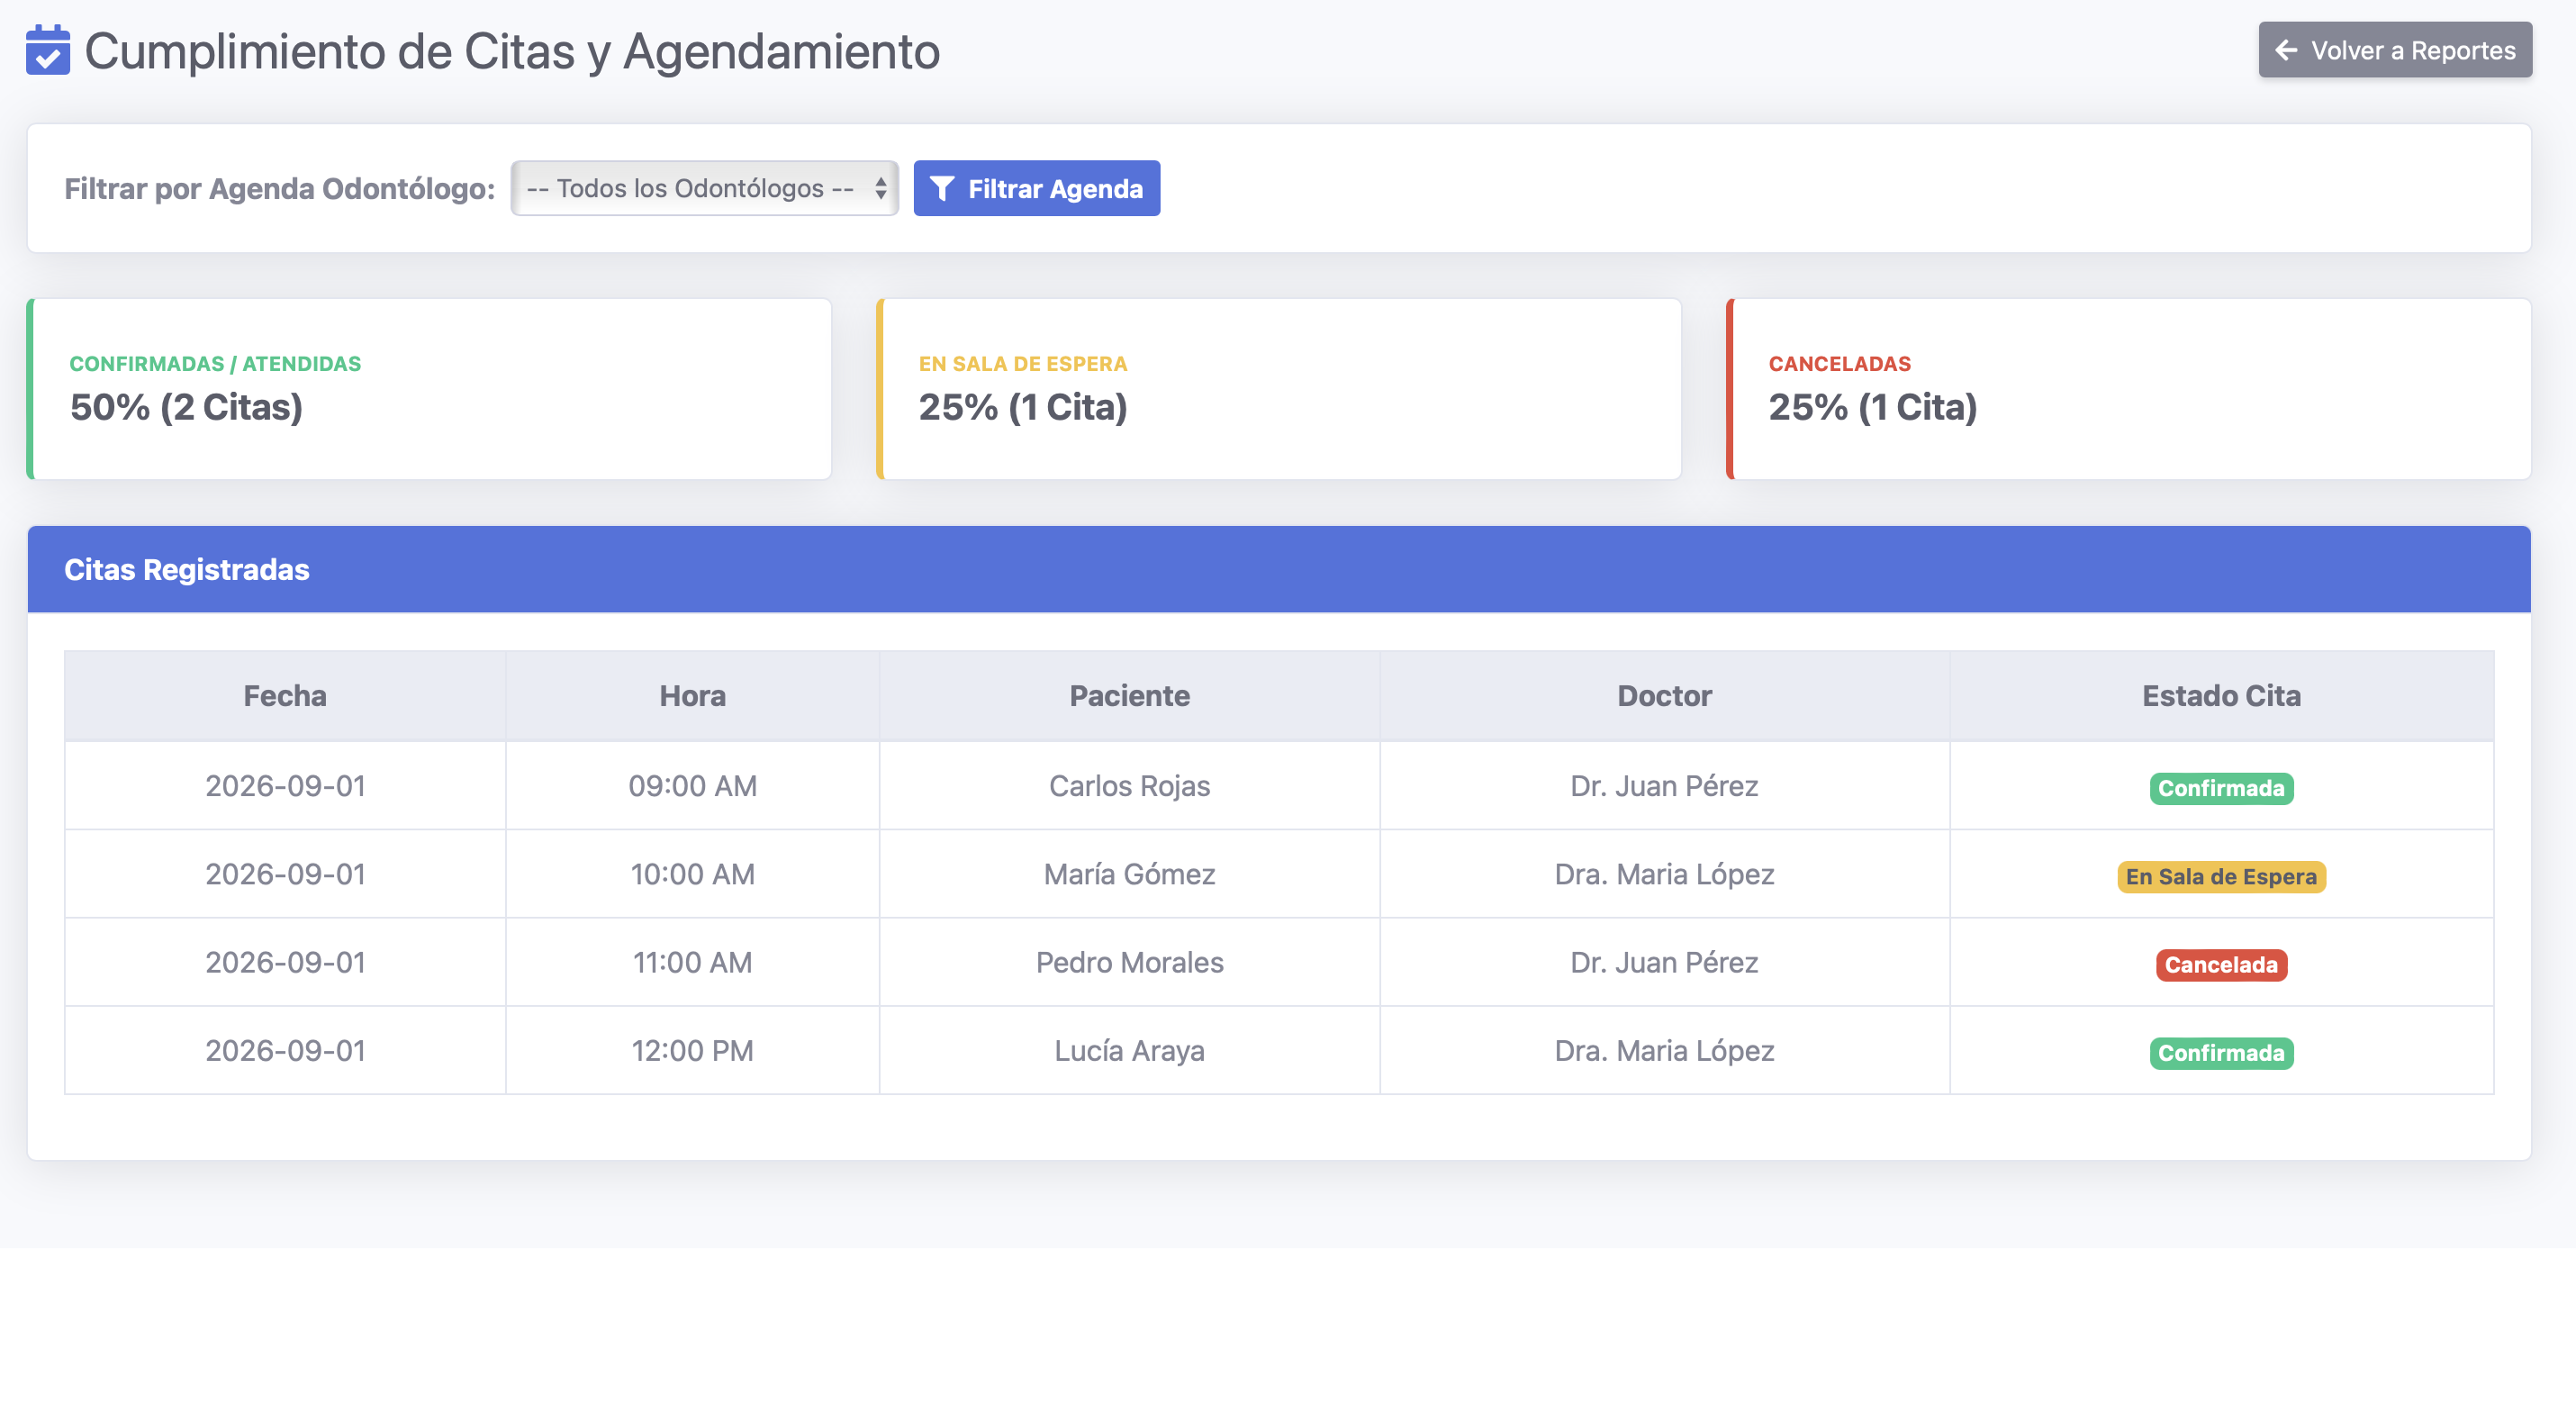 Cumplimiento de Citas y Agendamiento
Volver a Reportes
Filtrar por Agenda Odontólogo: -- Todos los Odontólogos -- Filtrar Agenda
CONFIRMADAS / ATENDIDAS
50% (2 Citas)
EN SALA DE ESPERA
25% (1 Cita)
CANCELADAS
25% (1 Cita)
Citas Registradas
Fecha Hora Paciente Doctor Estado Cita
2026-09-01 09:00 AM Carlos Rojas Dr. Juan Pérez Confirmada
2026-09-01 10:00 AM María Gómez Dra. Maria López En Sala de Espera
2026-09-01 11:00 AM Pedro Morales Dr. Juan Pérez Cancelada
2026-09-01 12:00 PM Lucía Araya Dra. Maria López Confirmada